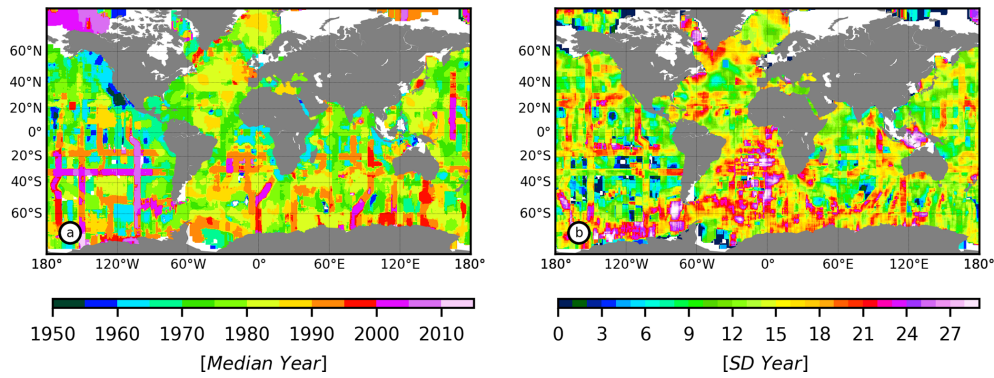 60°N
40°N
20°N
0°
20°S
40°S
60°S
a
180° 120°W 60°W 0° 60°E 120°E 180°
1950 1960 1970 1980 1990 2000 2010
[Median Year]
60°N
40°N
20°N
0°
20°S
40°S
60°S
b
180° 120°W 60°W 0° 60°E 120°E 180°
0 3 6 9 12 15 18 21 24 27
[SD Year]